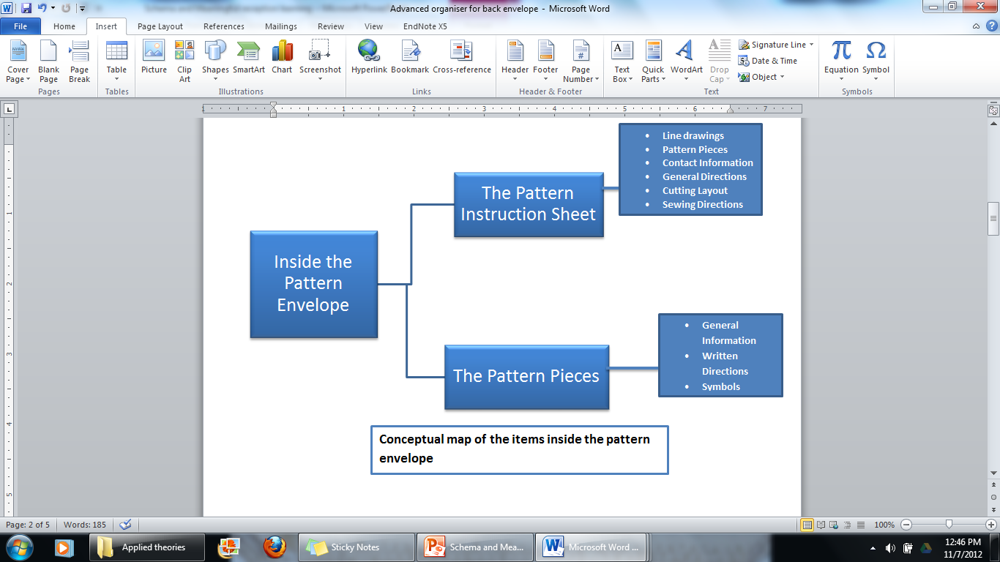 Advanced organiser for back envelope - Microsoft Word
File Home Insert Page Layout References Mailings Review View EndNote X5
Cover Page
Blank Page
Page Break
Pages
Table
Tables
Picture
Clip Art
Shapes
SmartArt
Chart
Screenshot
Illustrations
Hyperlink
Bookmark
Cross-reference
Links
Header
Footer
Page Number
Header & Footer
Text Box
Quick Parts
WordArt
Drop Cap
Signature Line
Date & Time
Object
Text
Equation
Symbol
Symbols
1 1 2 3 4 5 6 7
1
2
3
4
5
• Line drawings
• Pattern Pieces
• Contact Information
• General Directions
• Cutting Layout
• Sewing Directions
The Pattern
Instruction Sheet
Inside the
Pattern
Envelope
• General
Information
• Written
Directions
• Symbols
The Pattern Pieces
Conceptual map of the items inside the pattern
envelope
Page: 2 of 5 Words: 185 100%
Applied theories Sticky Notes Schema and Mea... Microsoft Word ...
12:46 PM
11/7/2012